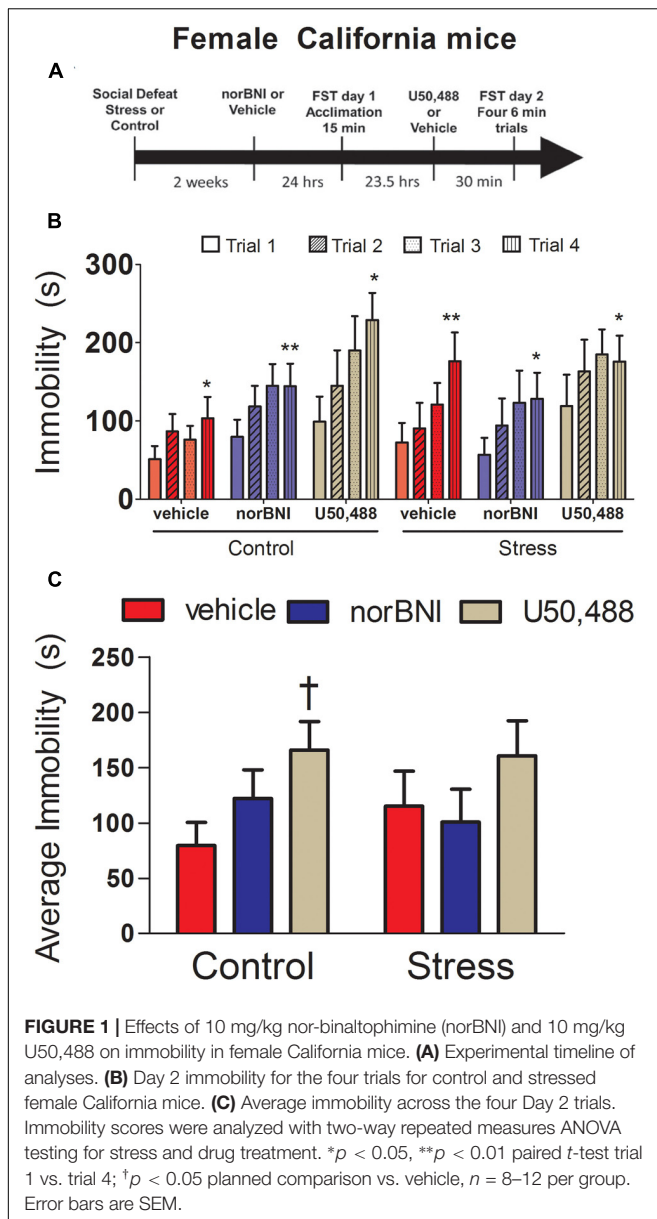 Female California mice
A
Social Defeat Stress or Control
norBNI or Vehicle
FST day 1 Acclimation 15 min
U50,488 or Vehicle
FST day 2 Four 6 min trials
2 weeks
24 hrs
23.5 hrs
30 min
B
Trial 1
Trial 2
Trial 3
Trial 4
Immobility (s)
300
200
100
0
*
**
*
**
*
*
vehicle
norBNI
U50,488
vehicle
norBNI
U50,488
Control
Stress
C
vehicle
norBNI
U50,488
Average Immobility (s)
250
200
150
100
50
0
†
Control
Stress
FIGURE 1 | Effects of 10 mg/kg nor-binaltophimine (norBNI) and 10 mg/kg
U50,488 on immobility in female California mice. (A) Experimental timeline of
analyses. (B) Day 2 immobility for the four trials for control and stressed
female California mice. (C) Average immobility across the four Day 2 trials.
Immobility scores were analyzed with two-way repeated measures ANOVA
testing for stress and drug treatment. *p < 0.05, **p < 0.01 paired t-test trial
1 vs. trial 4; †p < 0.05 planned comparison vs. vehicle, n = 8–12 per group.
Error bars are SEM.